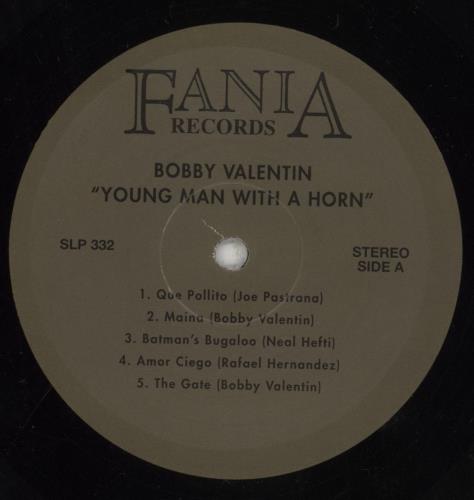 FANIA
RECORDS
BOBBY VALENTIN
"YOUNG MAN WITH A HORN"
SLP 332
STEREO
SIDE A
1. Que Pollito (Joe Pastrana)
2. Maina (Bobby Valentin)
3. Batman's Bugaloo (Neal Hefti)
4. Amor Ciego (Rafael Hernandez)
5. The Gate (Bobby Valentin)